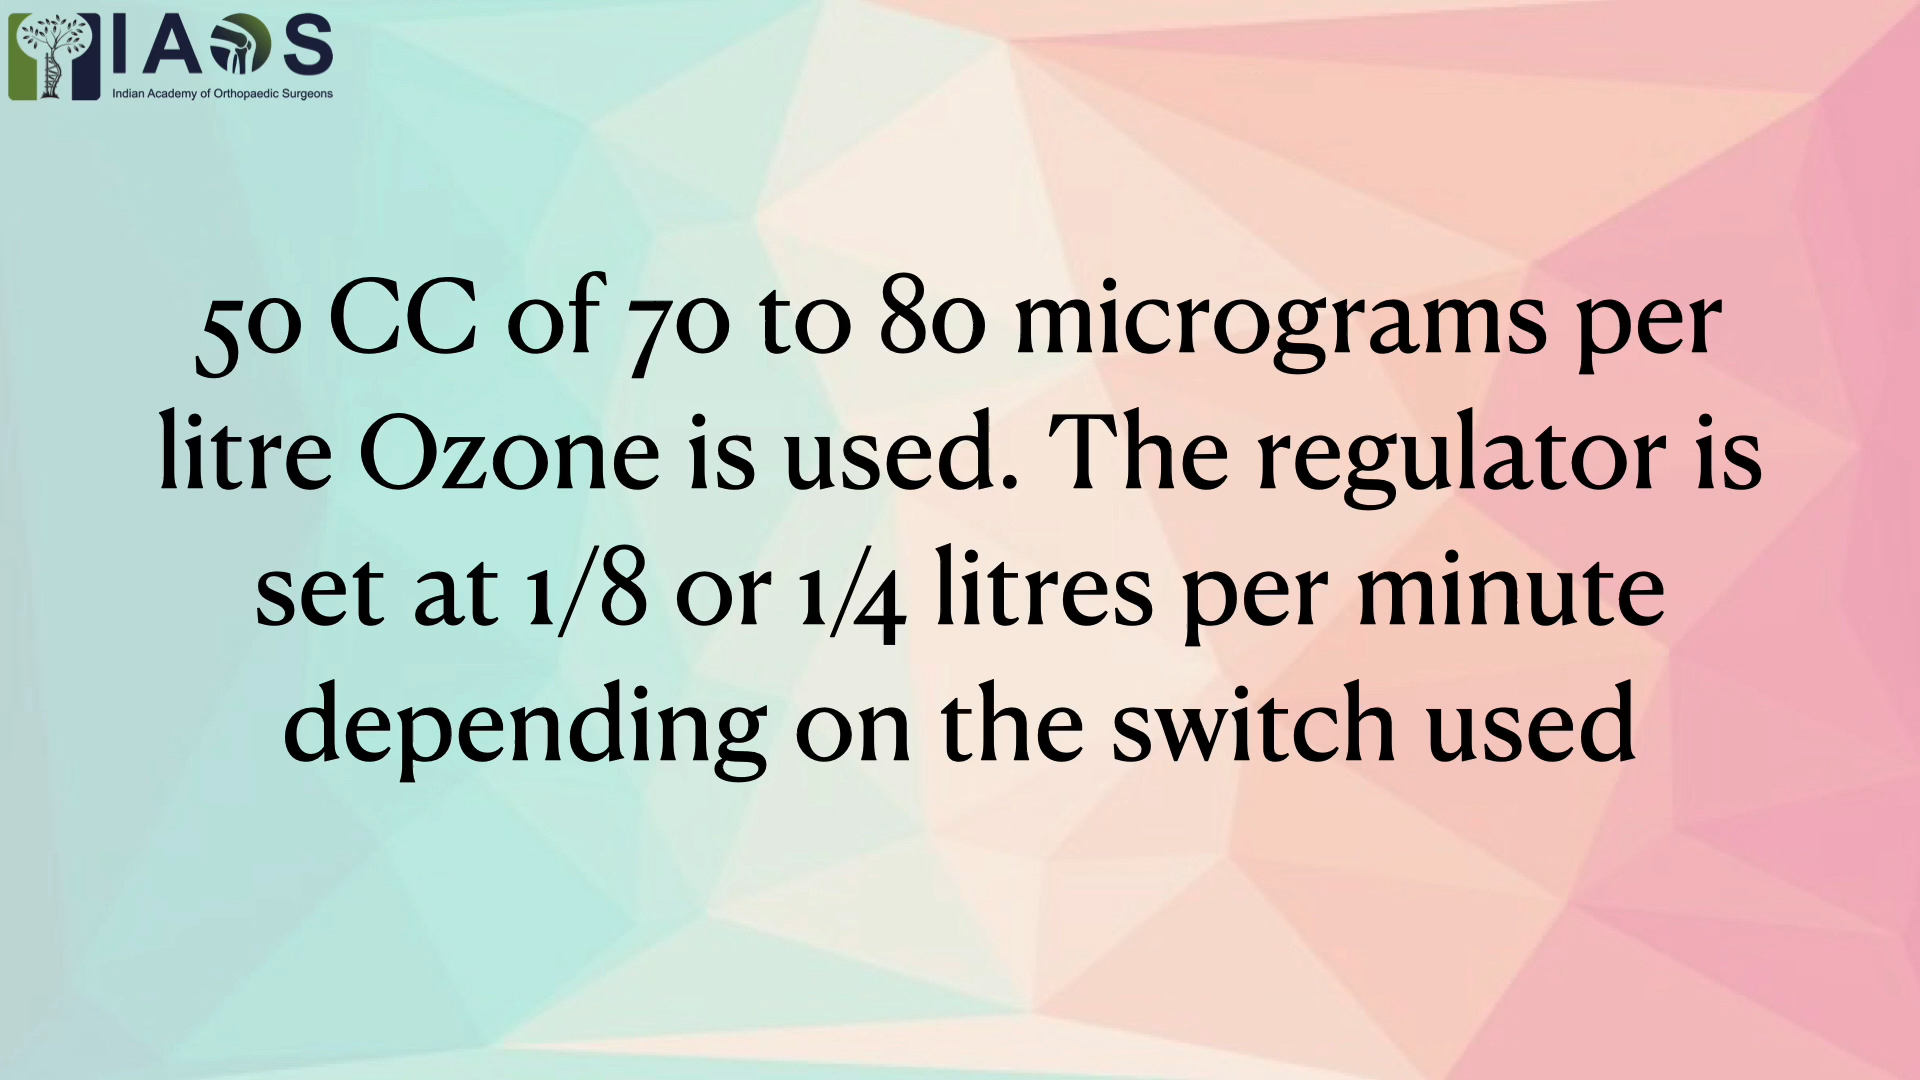 IAOS
Indian Academy of Orthopaedic Surgeons
50 CC of 70 to 80 micrograms per
litre Ozone is used. The regulator is
set at 1/8 or 1/4 litres per minute
depending on the switch used